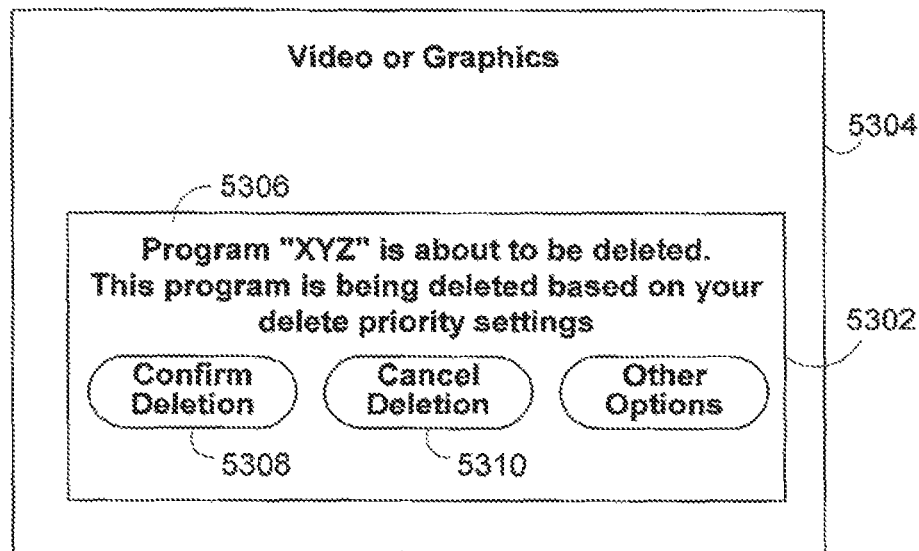 Video or Graphics
5304
5306
Program "XYZ" is about to be deleted.
This program is being deleted based on your
delete priority settings
5302
Confirm
Deletion
Cancel
Deletion
Other
Options
5308
5310